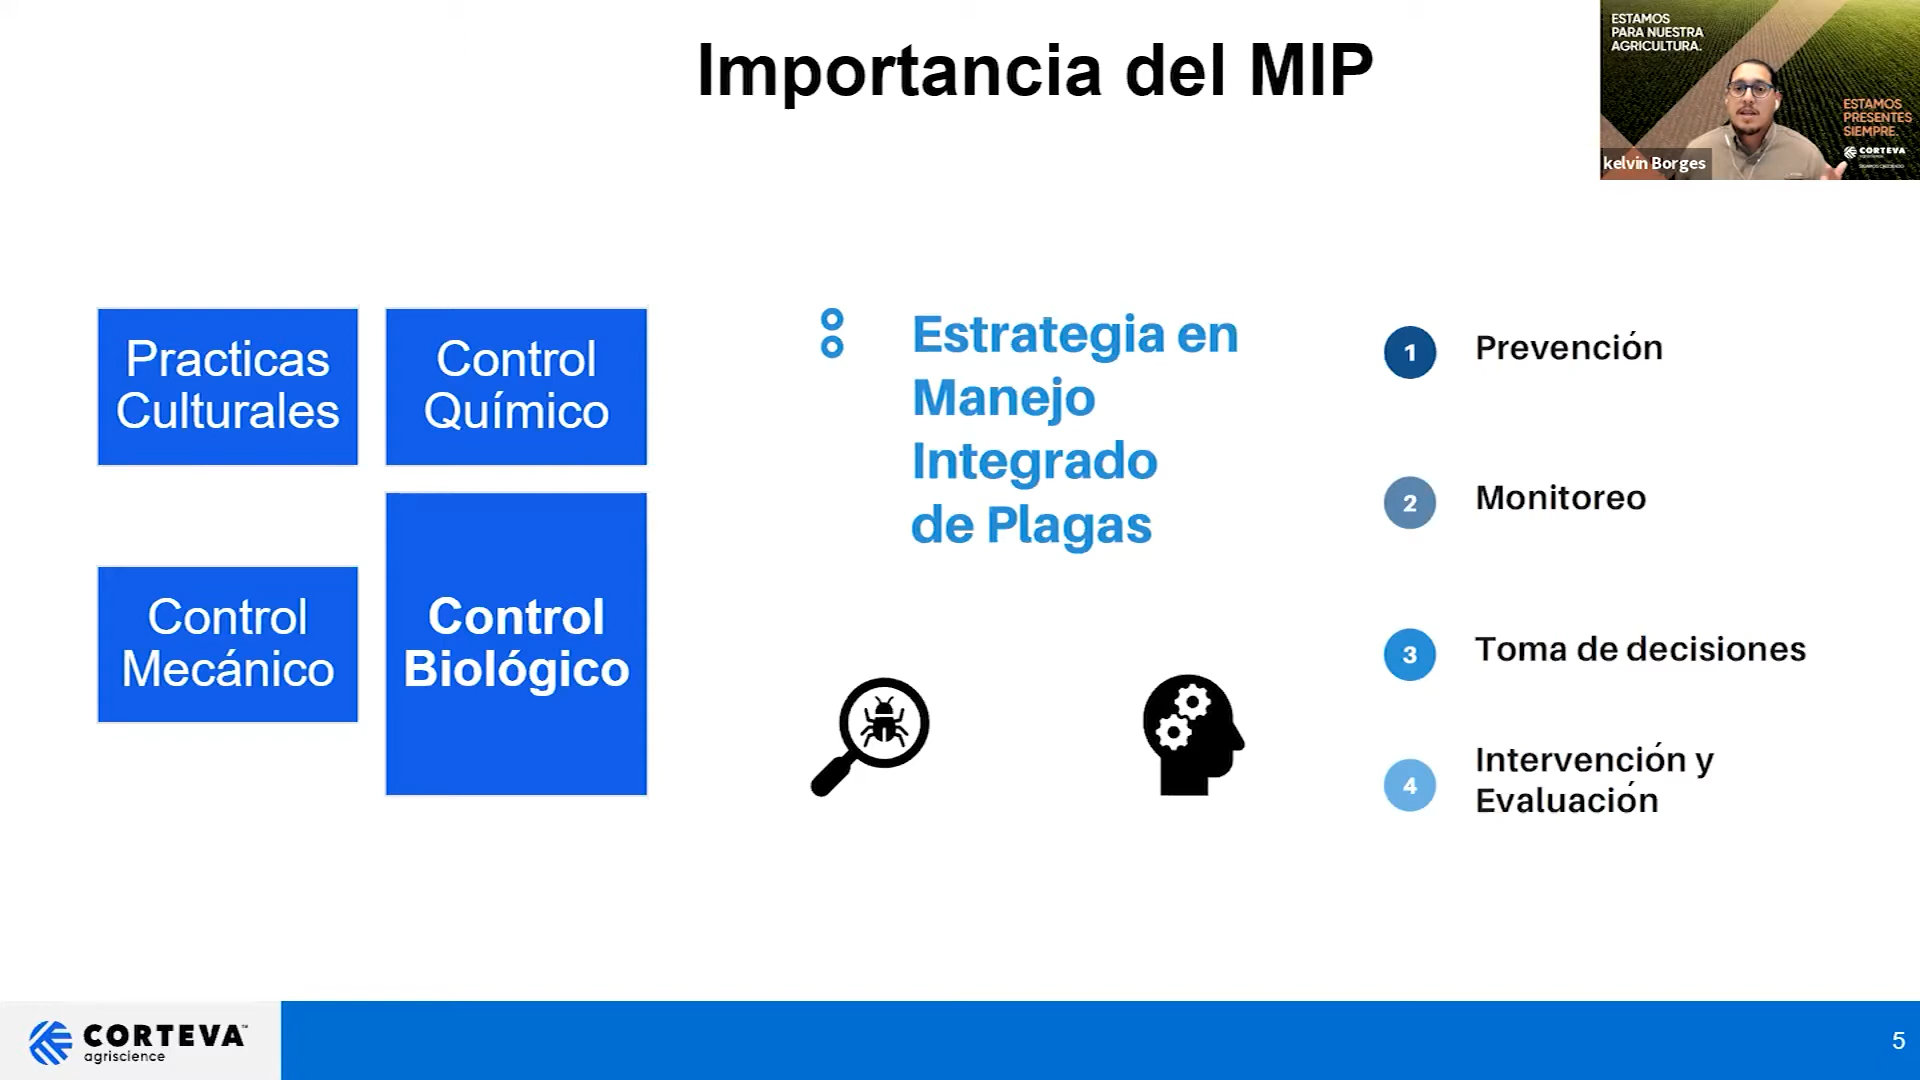 Importancia del MIP
ESTAMOS
PARA NUESTRA
AGRICULTURA.
ESTAMOS
PRESENTES
SIEMPRE.
CORTEVA
kelvin Borges
Practicas
Culturales
Control
Químico
Control
Mecánico
Control
Biológico
Estrategia en
Manejo
Integrado
de Plagas
1 Prevención
2 Monitoreo
3 Toma de decisiones
4 Intervención y
Evaluación
CORTEVA™
agriscience
5